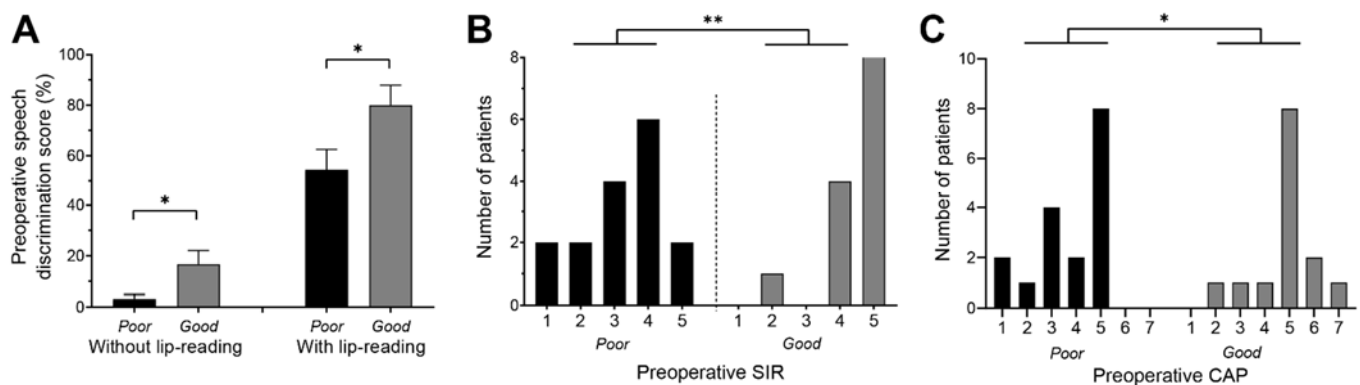 A
Preoperative speech
discrimination score (%)
100
80
60
40
20
0
*
*
Poor Good Poor Good
Without lip-reading With lip-reading
B
**
Number of patients
8
6
4
2
0
1 2 3 4 5 1 2 3 4 5
Poor Good
Preoperative SIR
C
*
Number of patients
10
8
6
4
2
0
1 2 3 4 5 6 7 1 2 3 4 5 6 7
Poor Good
Preoperative CAP